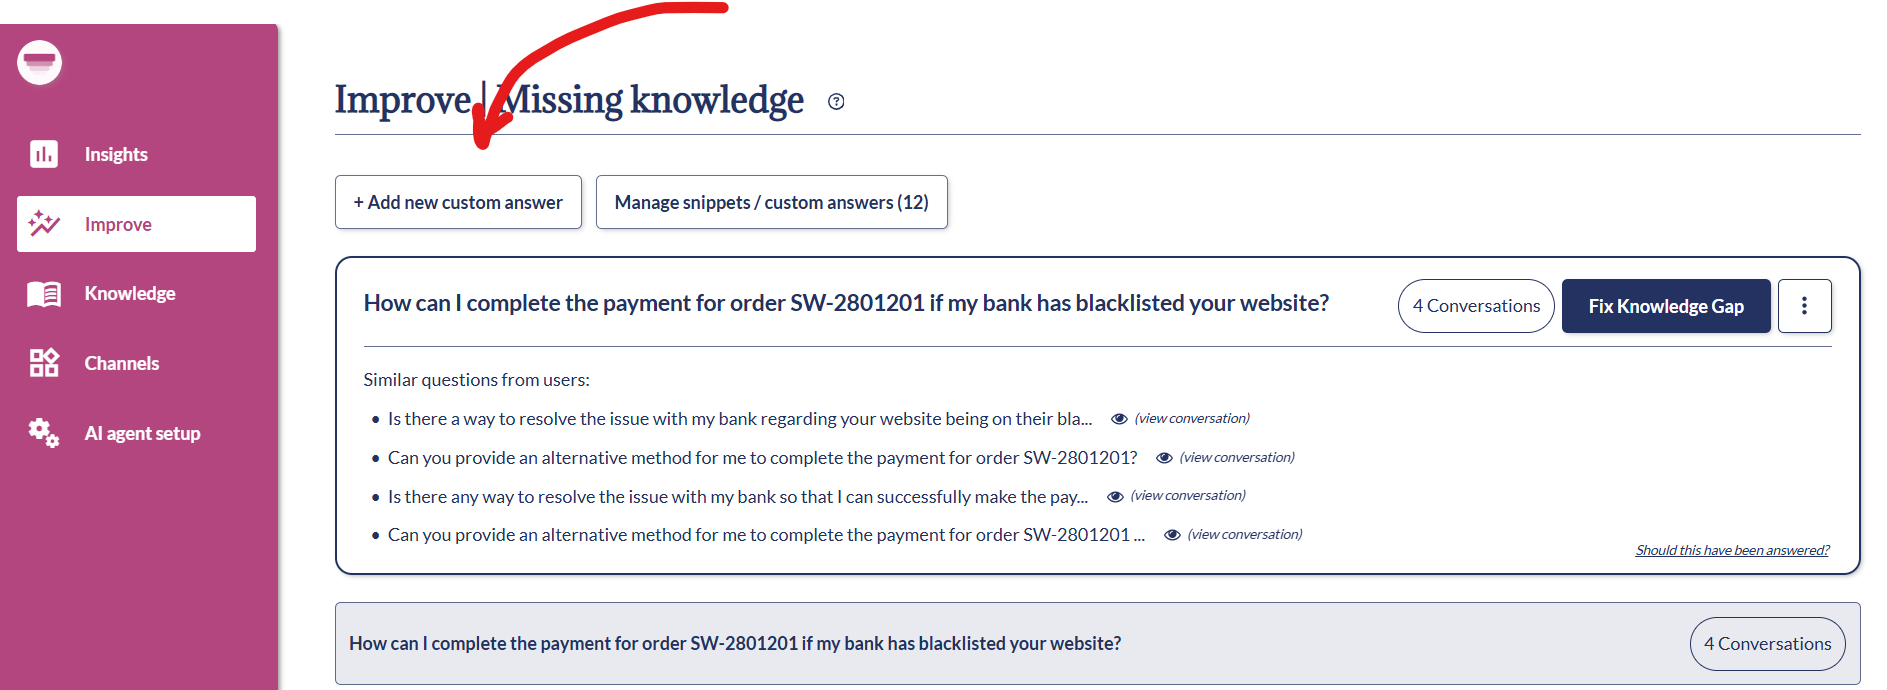 Improve | Missing knowledge
Insights
Improve
Knowledge
Channels
AI agent setup
+ Add new custom answer
Manage snippets / custom answers (12)
How can I complete the payment for order SW-2801201 if my bank has blacklisted your website?
4 Conversations
Fix Knowledge Gap
Similar questions from users:
• Is there a way to resolve the issue with my bank regarding your website being on their bla... (view conversation)
• Can you provide an alternative method for me to complete the payment for order SW-2801201? (view conversation)
• Is there any way to resolve the issue with my bank so that I can successfully make the pay... (view conversation)
• Can you provide an alternative method for me to complete the payment for order SW-2801201 ... (view conversation)
Should this have been answered?
How can I complete the payment for order SW-2801201 if my bank has blacklisted your website?
4 Conversations